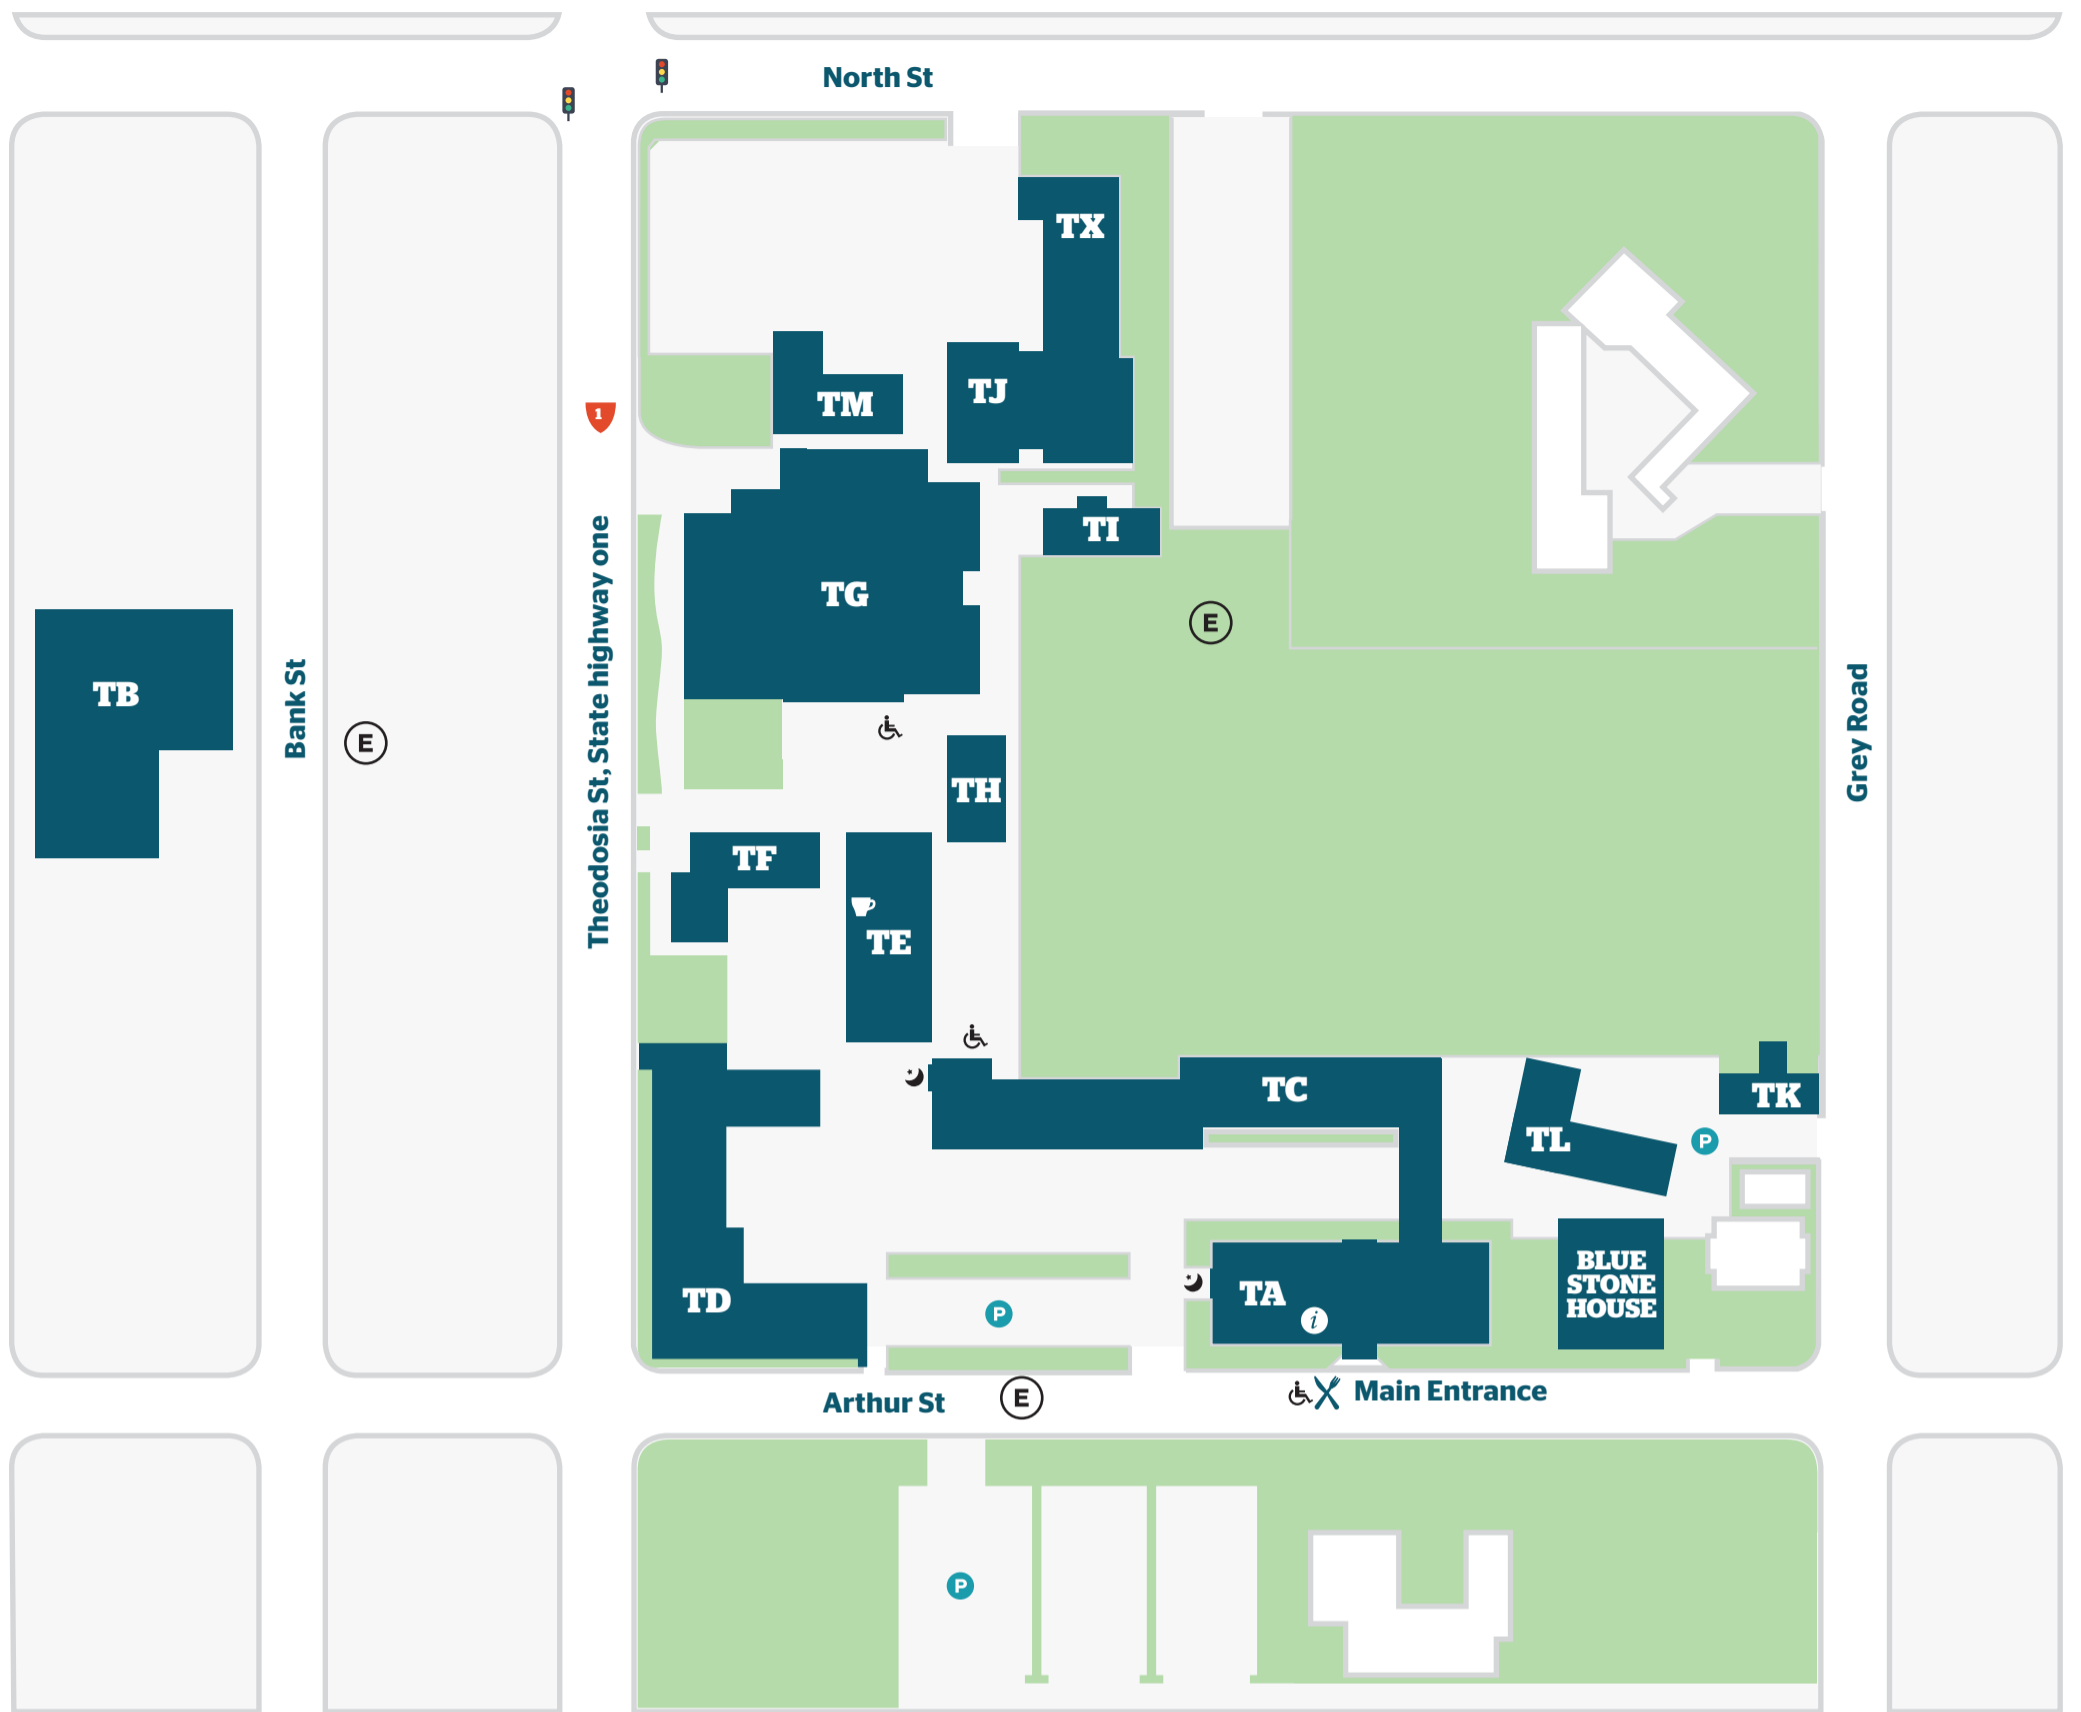 North St
TX
TM
TJ
1
TI
TG
E
Theodosia St, State highway one
TB
Bank St
E
Grey Road
TH
TF
TE
TC
TK
TL
P
BLUE
STONE
HOUSE
TA
i
TD
P
Arthur St
E
Main Entrance
P